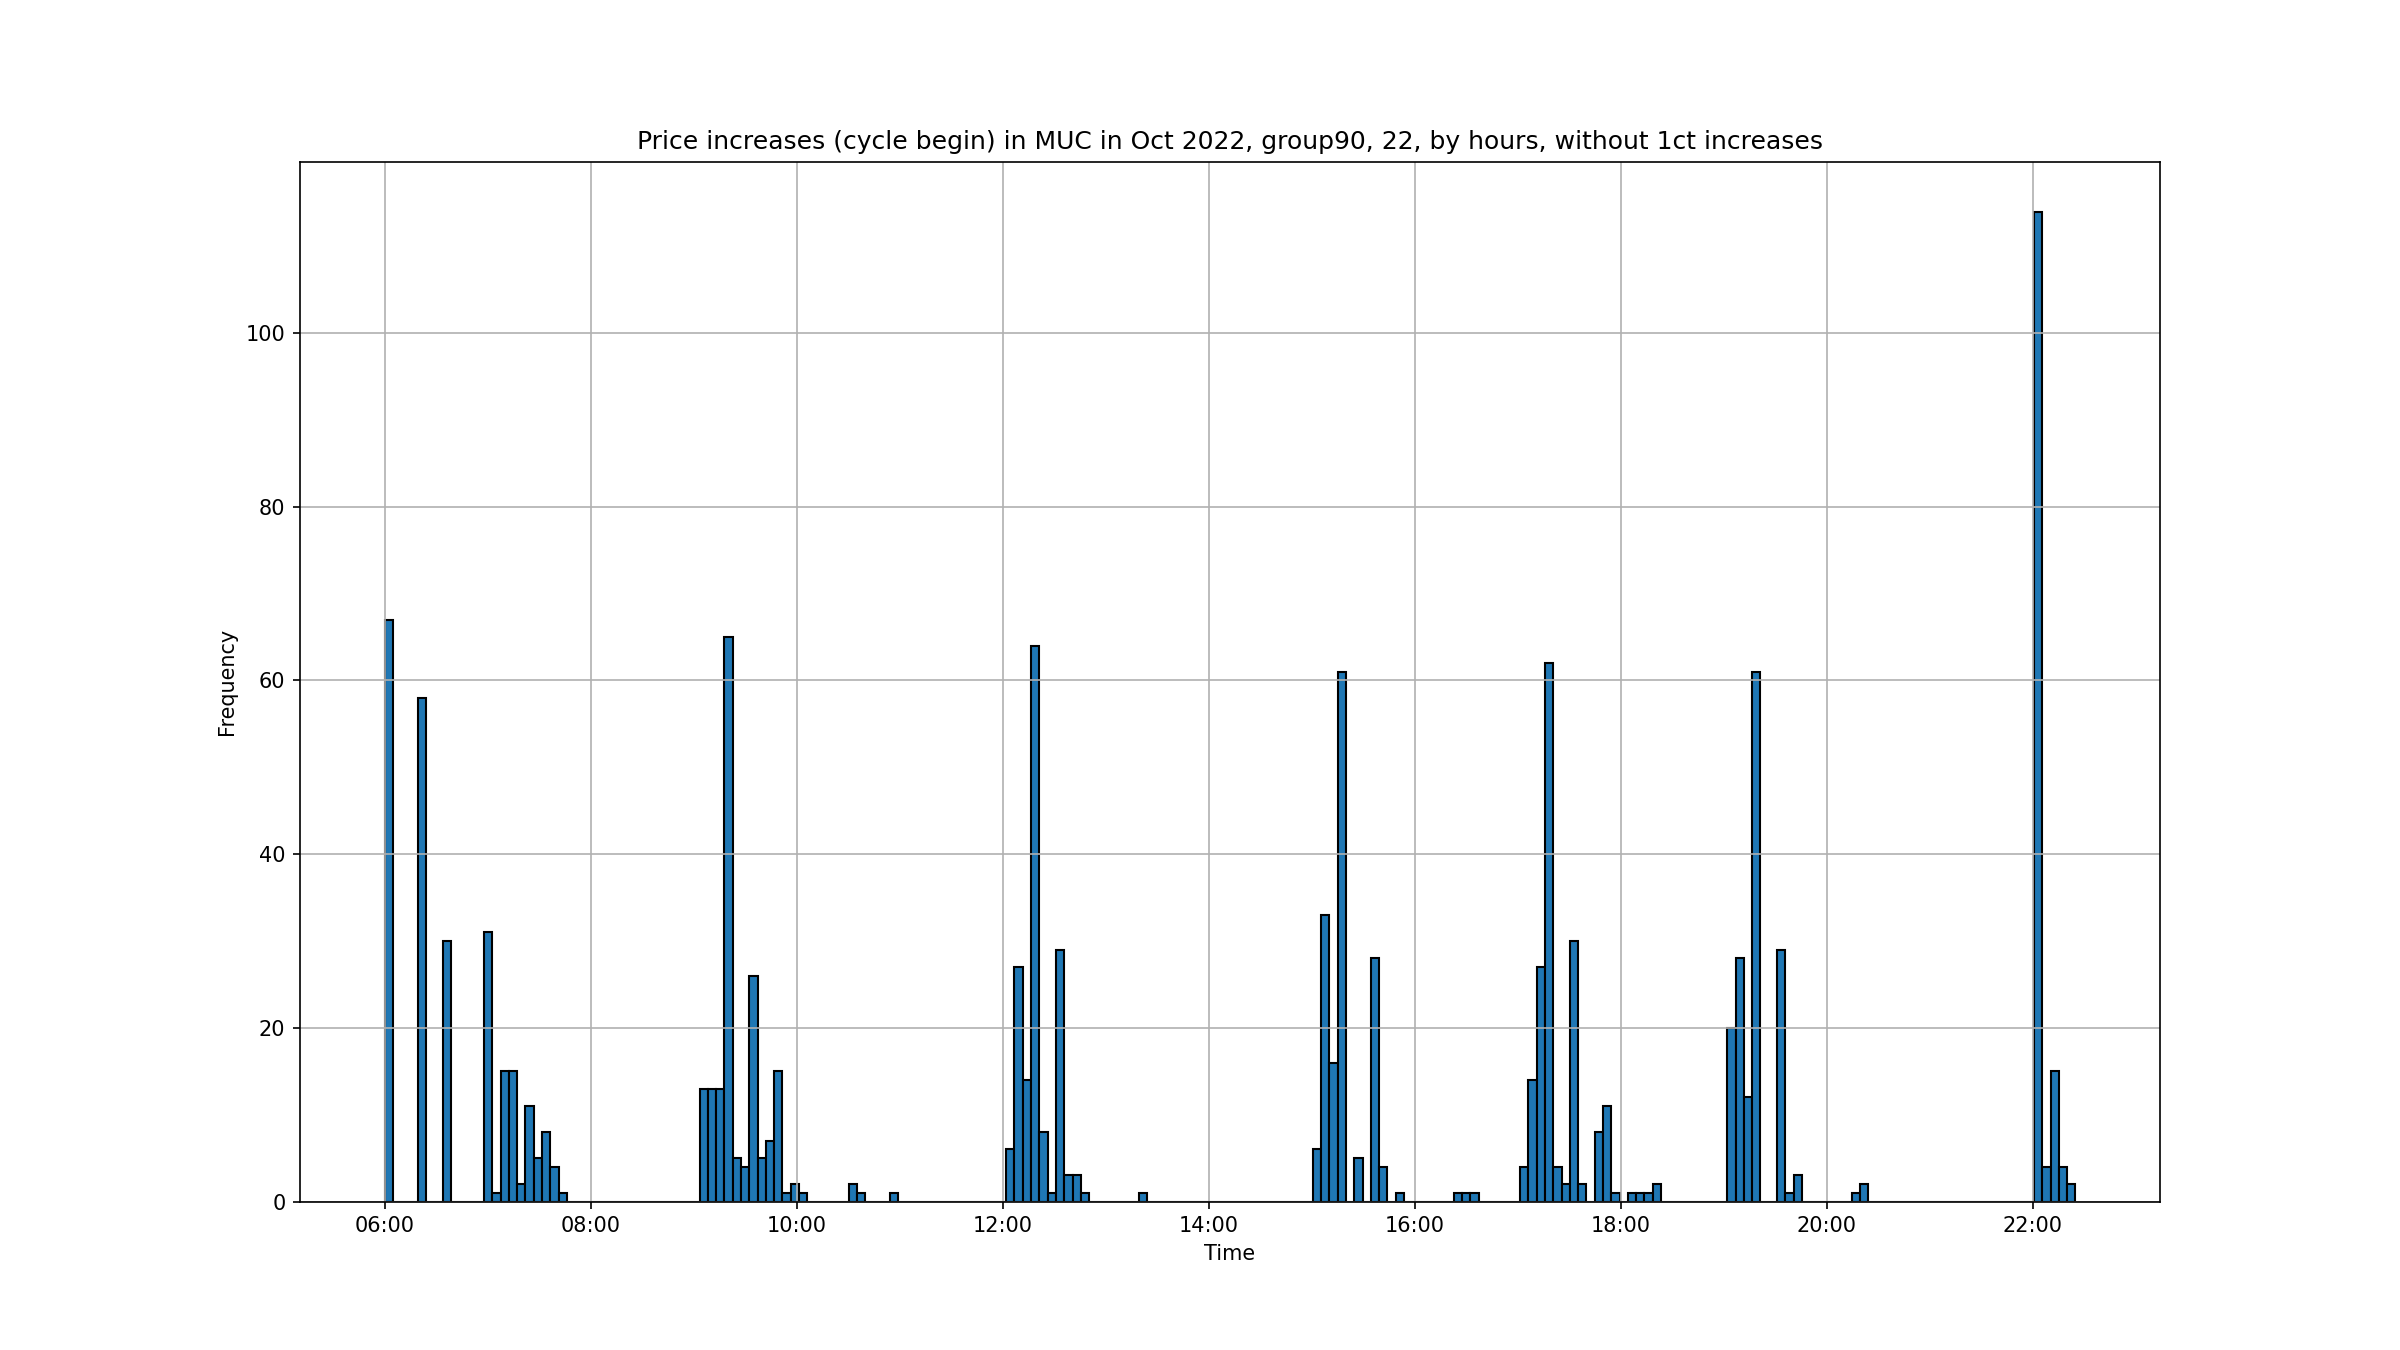 Price increases (cycle begin) in MUC in Oct 2022, group90, 22, by hours, without 1ct increases
100
80
60
40
20
0
Frequency
06:00 08:00 10:00 12:00 14:00 16:00 18:00 20:00 22:00
Time